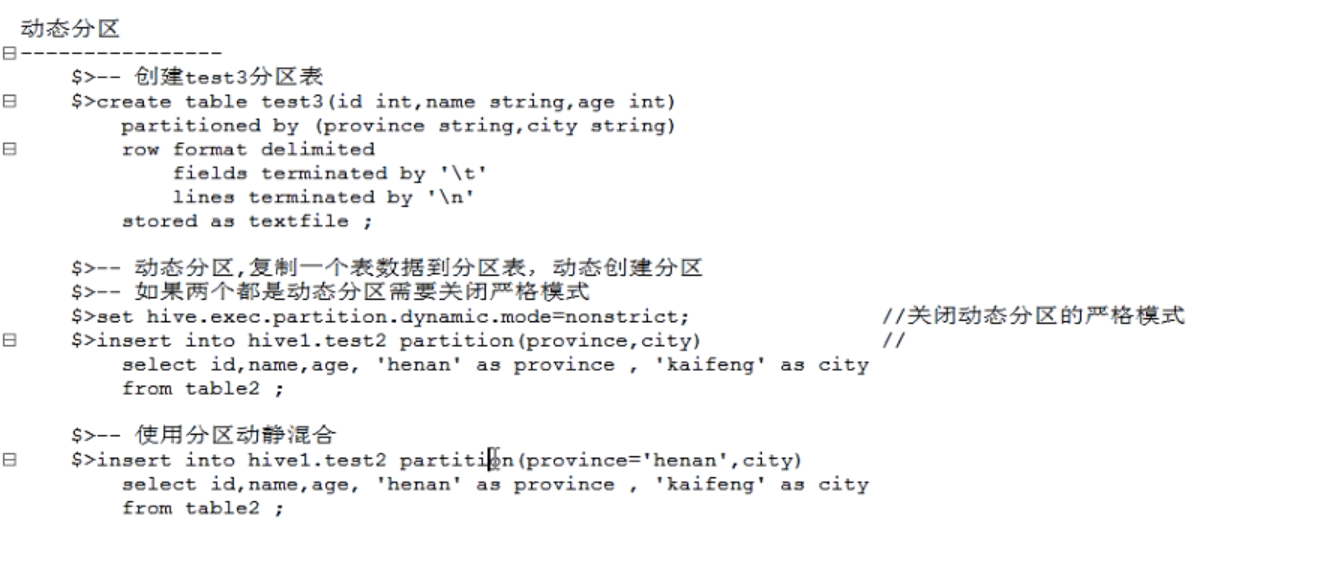 动态分区
----------------
$>-- 创建test3分区表
$>create table test3(id int,name string,age int)
partitioned by (province string,city string)
row format delimited
fields terminated by '\t'
lines terminated by '\n'
stored as textfile ;
$>-- 动态分区,复制一个表数据到分区表，动态创建分区
$>-- 如果两个都是动态分区需要关闭严格模式
$>set hive.exec.partition.dynamic.mode=nonstrict; //关闭动态分区的严格模式
$>insert into hive1.test2 partition(province,city) //
select id,name,age, 'henan' as province , 'kaifeng' as city
from table2 ;
$>-- 使用分区动静混合
$>insert into hive1.test2 partition(province='henan',city)
select id,name,age, 'henan' as province , 'kaifeng' as city
from table2 ;